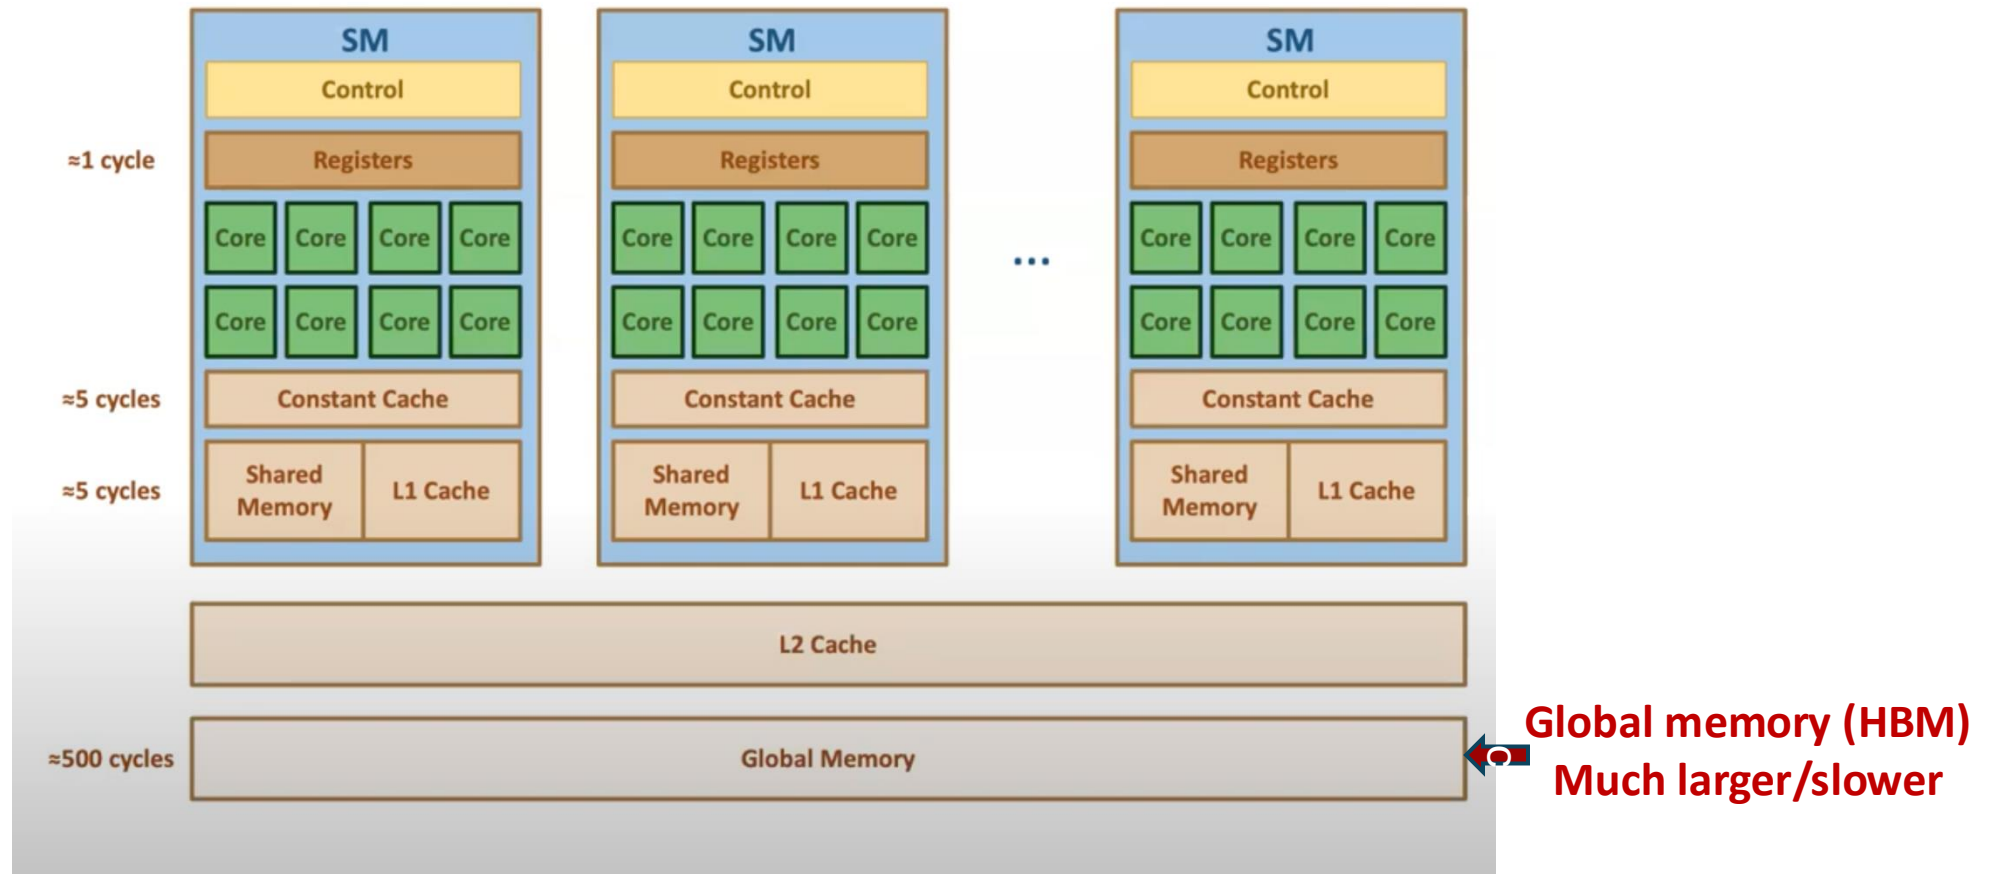 SM
SM
SM
Control
Control
Control
≈1 cycle
Registers
Registers
Registers
...
Core Core Core Core
Core Core Core Core
Core Core Core Core
Core Core Core Core
Core Core Core Core
Core Core Core Core
≈5 cycles
Constant Cache
Constant Cache
Constant Cache
≈5 cycles
Shared
Memory
L1 Cache
Shared
Memory
L1 Cache
Shared
Memory
L1 Cache
L2 Cache
≈500 cycles
Global Memory
Global memory (HBM)
Much larger/slower